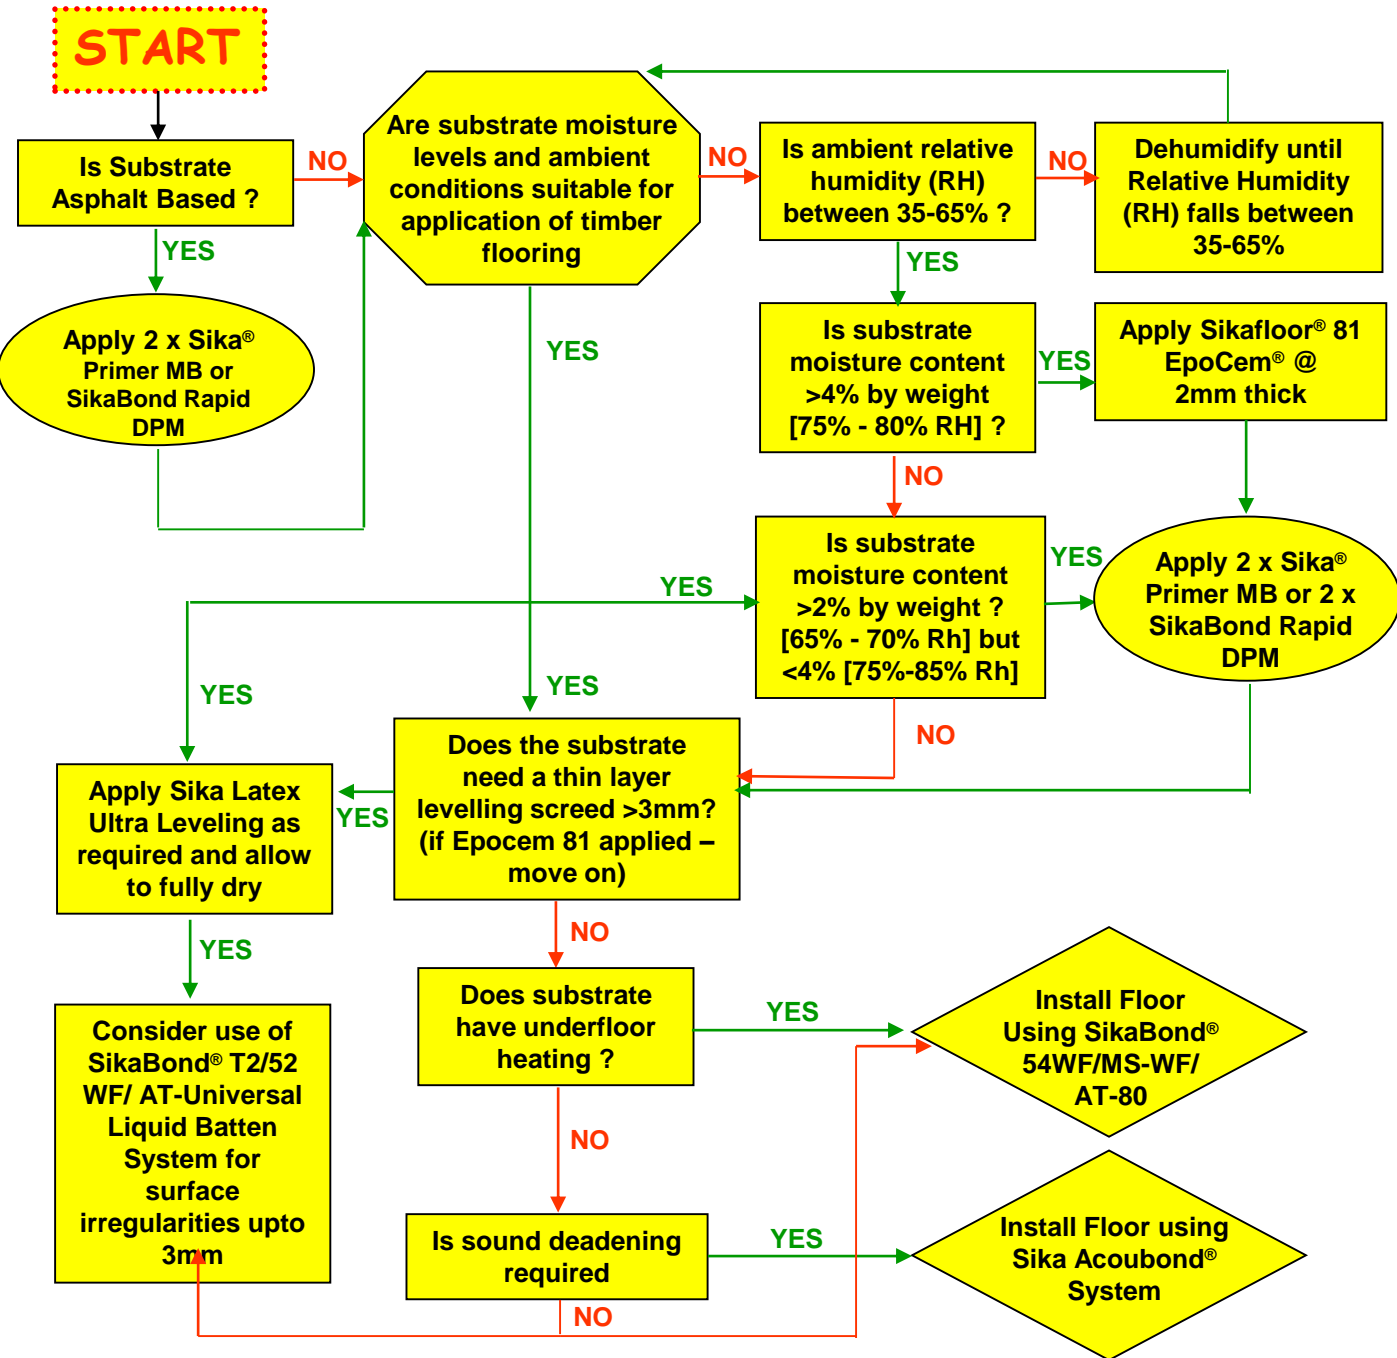 START
Is Substrate
Asphalt Based ?
NO
YES
Apply 2 x Sika®
Primer MB or
SikaBond Rapid
DPM
Are substrate moisture
levels and ambient
conditions suitable for
application of timber
flooring
NO
YES
Is ambient relative
humidity (RH)
between 35-65% ?
NO
YES
Dehumidify until
Relative Humidity
(RH) falls between
35-65%
Is substrate
moisture content
>4% by weight
[75% - 80% RH] ?
YES
NO
Apply Sikafloor® 81
EpoCem® @
2mm thick
Is substrate
moisture content
>2% by weight ?
[65% - 70% Rh] but
<4% [75%-85% Rh]
YES
YES
NO
Apply 2 x Sika®
Primer MB or 2 x
SikaBond Rapid
DPM
YES
YES
Does the substrate
need a thin layer
levelling screed >3mm?
(if Epocem 81 applied –
move on)
YES
NO
Apply Sika Latex
Ultra Leveling as
required and allow
to fully dry
YES
Consider use of
SikaBond® T2/52
WF/ AT-Universal
Liquid Batten
System for
surface
irregularities upto
3mm
Does substrate
have underfloor
heating ?
YES
NO
Install Floor
Using SikaBond®
54WF/MS-WF/
AT-80
Is sound deadening
required
YES
NO
Install Floor using
Sika Acoubond®
System